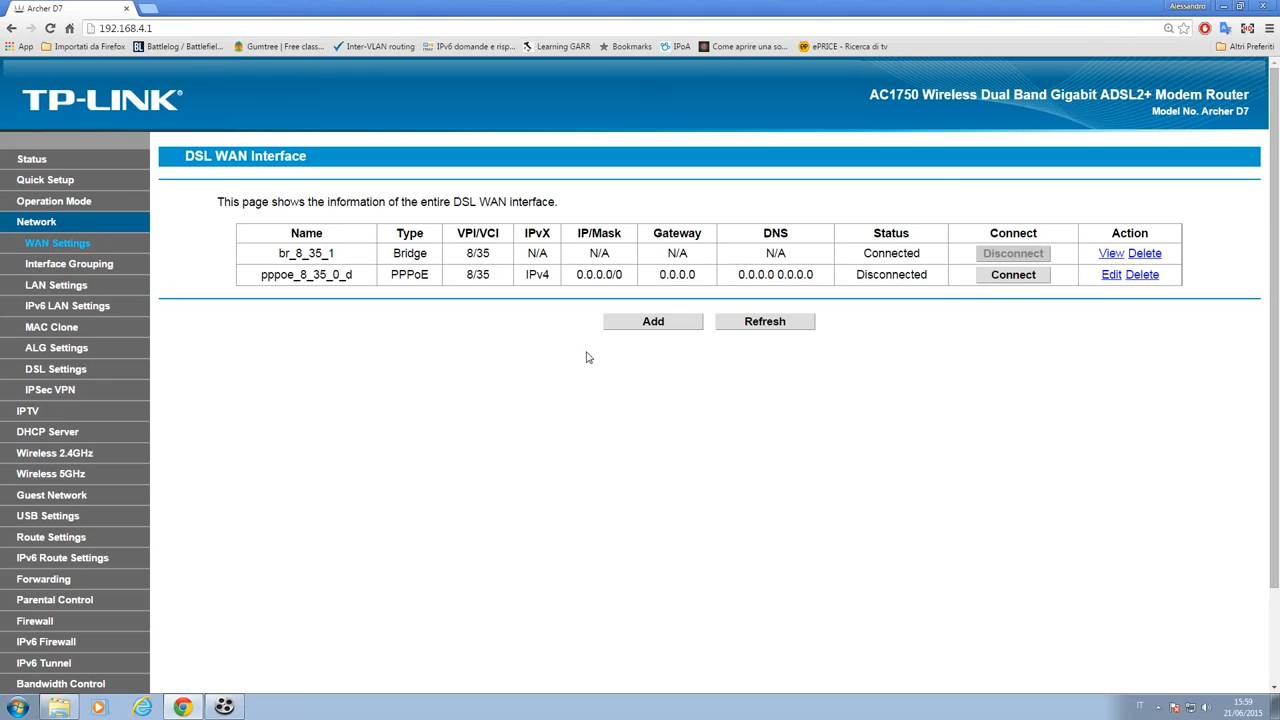 Archer D7
Alessandro
192.168.4.1
App Importati da Firefox Battlelog / Battlefiel... Gumtree | Free class... Inter-VLAN routing IPv6 domande e risp... Learning GARR Bookmarks IPoA Come aprire una so... ePRICE - Ricerca di tv Altri Preferiti
TP-LINK
AC1750 Wireless Dual Band Gigabit ADSL2+ Modem Router
Model No. Archer D7
Status
Quick Setup
Operation Mode
Network
WAN Settings
Interface Grouping
LAN Settings
IPv6 LAN Settings
MAC Clone
ALG Settings
DSL Settings
IPSec VPN
IPTV
DHCP Server
Wireless 2.4GHz
Wireless 5GHz
Guest Network
USB Settings
Route Settings
IPv6 Route Settings
Forwarding
Parental Control
Firewall
IPv6 Firewall
IPv6 Tunnel
Bandwidth Control
DSL WAN Interface
This page shows the information of the entire DSL WAN interface.
Name Type VPI/VCI IPvX IP/Mask Gateway DNS Status Connect Action
br_8_35_1 Bridge 8/35 N/A N/A N/A N/A Connected Disconnect View Delete
pppoe_8_35_0_d PPPoE 8/35 IPv4 0.0.0.0/0 0.0.0.0 0.0.0.0 0.0.0.0 Disconnected Connect Edit Delete
Add Refresh
IT
15:59
21/06/2015